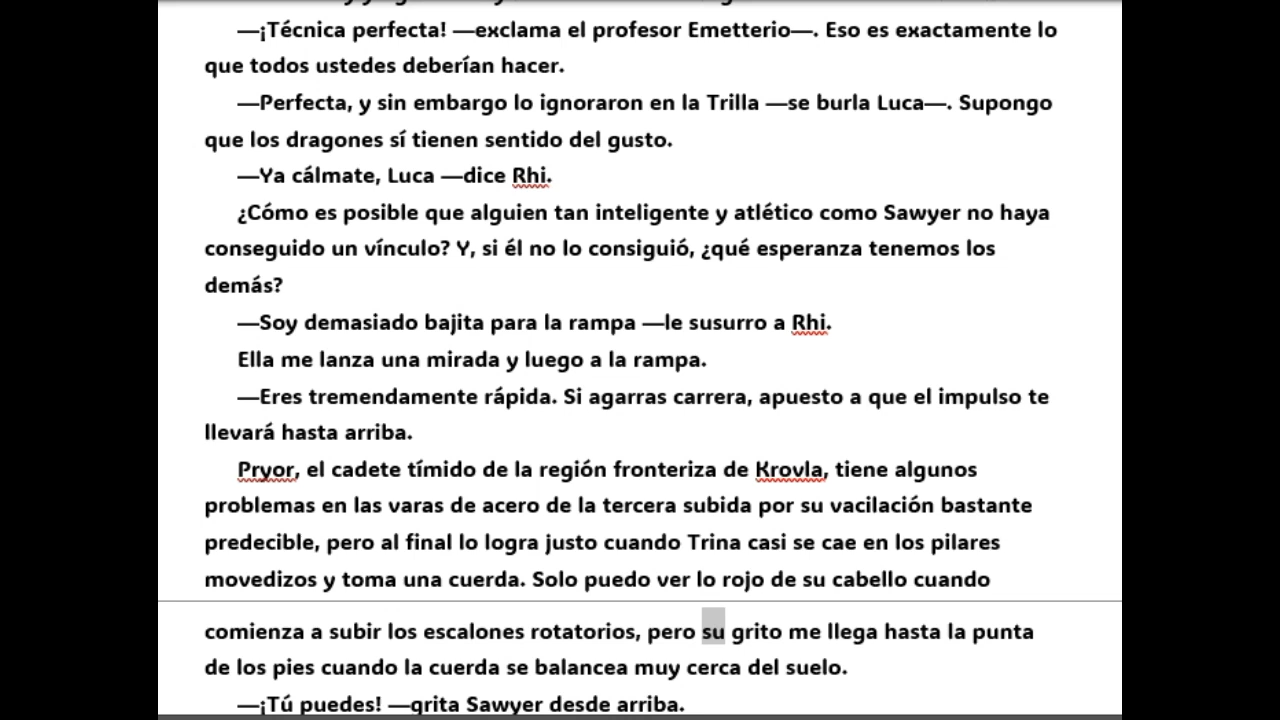 —¡Técnica perfecta! —exclama el profesor Emetterio—. Eso es exactamente lo
que todos ustedes deberían hacer.
—Perfecta, y sin embargo lo ignoraron en la Trilla —se burla Luca—. Supongo
que los dragones sí tienen sentido del gusto.
—Ya cálmate, Luca —dice Rhi.
¿Cómo es posible que alguien tan inteligente y atlético como Sawyer no haya
conseguido un vínculo? Y, si él no lo consiguió, ¿qué esperanza tenemos los
demás?
—Soy demasiado bajita para la rampa —le susurro a Rhi.
Ella me lanza una mirada y luego a la rampa.
—Eres tremendamente rápida. Si agarras carrera, apuesto a que el impulso te
llevará hasta arriba.
Pryor, el cadete tímido de la región fronteriza de Krovla, tiene algunos
problemas en las varas de acero de la tercera subida por su vacilación bastante
predecible, pero al final lo logra justo cuando Trina casi se cae en los pilares
movedizos y toma una cuerda. Solo puedo ver lo rojo de su cabello cuando
comienza a subir los escalones rotatorios, pero su grito me llega hasta la punta
de los pies cuando la cuerda se balancea muy cerca del suelo.
—¡Tú puedes! —grita Sawyer desde arriba.